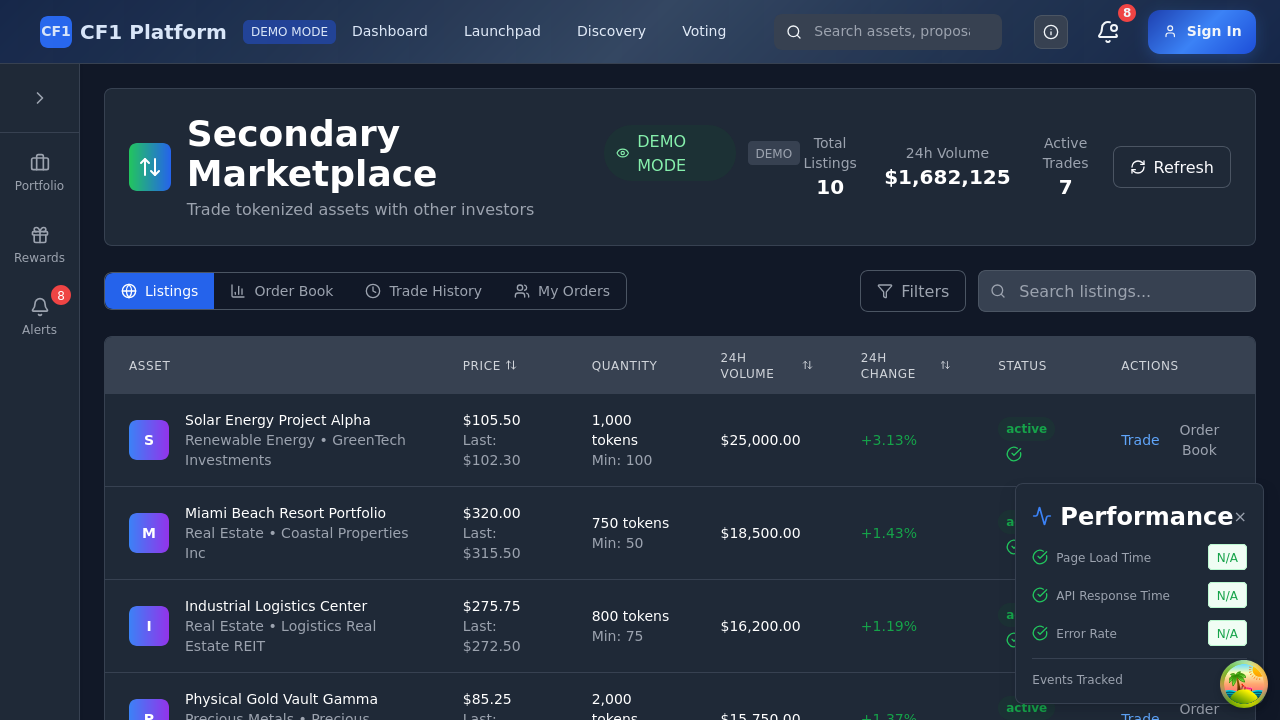 CF1 CF1 Platform DEMO MODE Dashboard Launchpad Discovery Voting Search assets, proposa 8 Sign In
Portfolio
Rewards
8
Alerts
Secondary
Marketplace
Trade tokenized assets with other investors
DEMO
MODE
DEMO
Total
Listings
10
24h Volume
$1,682,125
Active
Trades
7
Refresh
Listings Order Book Trade History My Orders Filters Search listings...
ASSET PRICE QUANTITY 24H VOLUME 24H CHANGE STATUS ACTIONS
S
Solar Energy Project Alpha
Renewable Energy • GreenTech
Investments
$105.50
Last:
$102.30
1,000
tokens
Min: 100
$25,000.00
+3.13%
active
Trade
Order
Book
M
Miami Beach Resort Portfolio
Real Estate • Coastal Properties
Inc
$320.00
Last:
$315.50
750 tokens
Min: 50
$18,500.00
+1.43%
I
Industrial Logistics Center
Real Estate • Logistics Real
Estate REIT
$275.75
Last:
$272.50
800 tokens
Min: 75
$16,200.00
+1.19%
Physical Gold Vault Gamma
Precious Metals • Precious
$85.25
Last:
2,000
tokens
$15,750.00
+1.37%
active
Trade
Order
Performance ×
Page Load Time N/A
API Response Time N/A
Error Rate N/A
Events Tracked